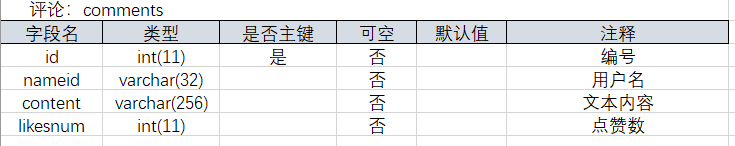 评论：comments
字段名 类型 是否主键 可空 默认值 注释
id int(11) 是 否 编号
nameid varchar(32) 否 用户名
content varchar(256) 否 文本内容
likesnum int(11) 否 点赞数